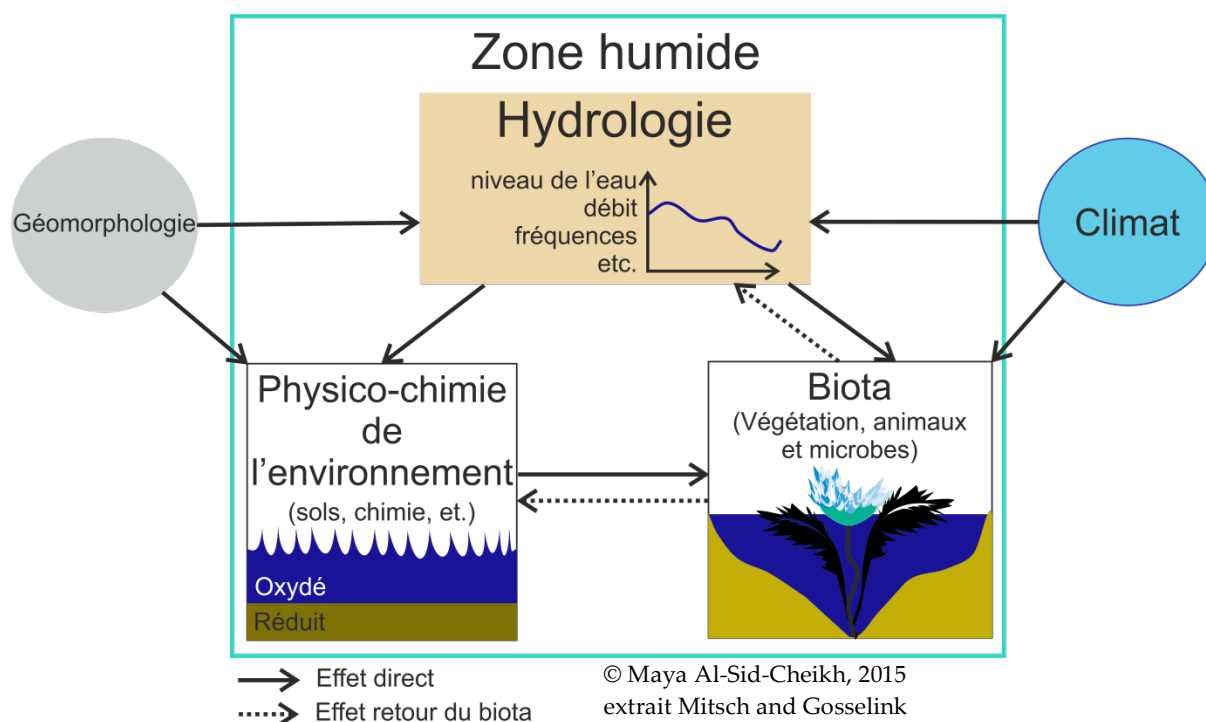 Zone humide
Hydrologie
niveau de l'eau
débit
fréquences
etc.
Géomorphologie
Climat
Physico-chimie
de
l'environnement
(sols, chimie, et.)
Oxydé
Réduit
Biota
(Végétation, animaux
et microbes)
Effet direct
Effet retour du biota
© Maya Al-Sid-Cheikh, 2015
extrait Mitsch and Gosselink